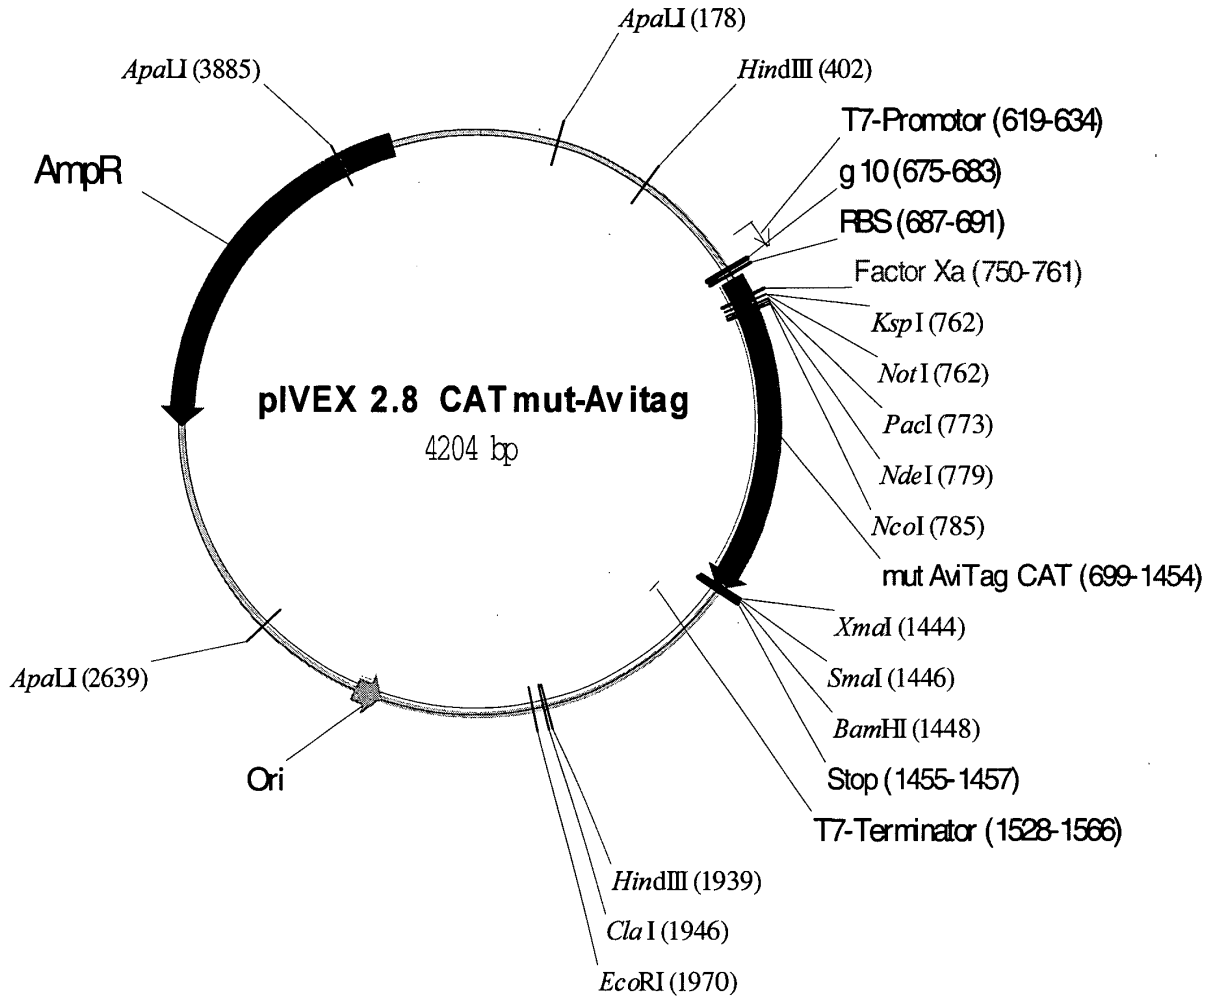 ApaLI (178)
ApaLI (3885)
HindIII (402)
T7-Promotor (619-634)
AmpR
g 10 (675-683)
RBS (687-691)
Factor Xa (750-761)
KspI (762)
NotI (762)
pIVEX 2.8 CATmut-Avitag
4204 bp
PacI (773)
NdeI (779)
NcoI (785)
mut AviTag CAT (699-1454)
XmaI (1444)
ApaLI (2639)
SmaI (1446)
BamHI (1448)
Ori
Stop (1455-1457)
T7-Terminator (1528-1566)
HindIII (1939)
ClaI (1946)
EcoRI (1970)